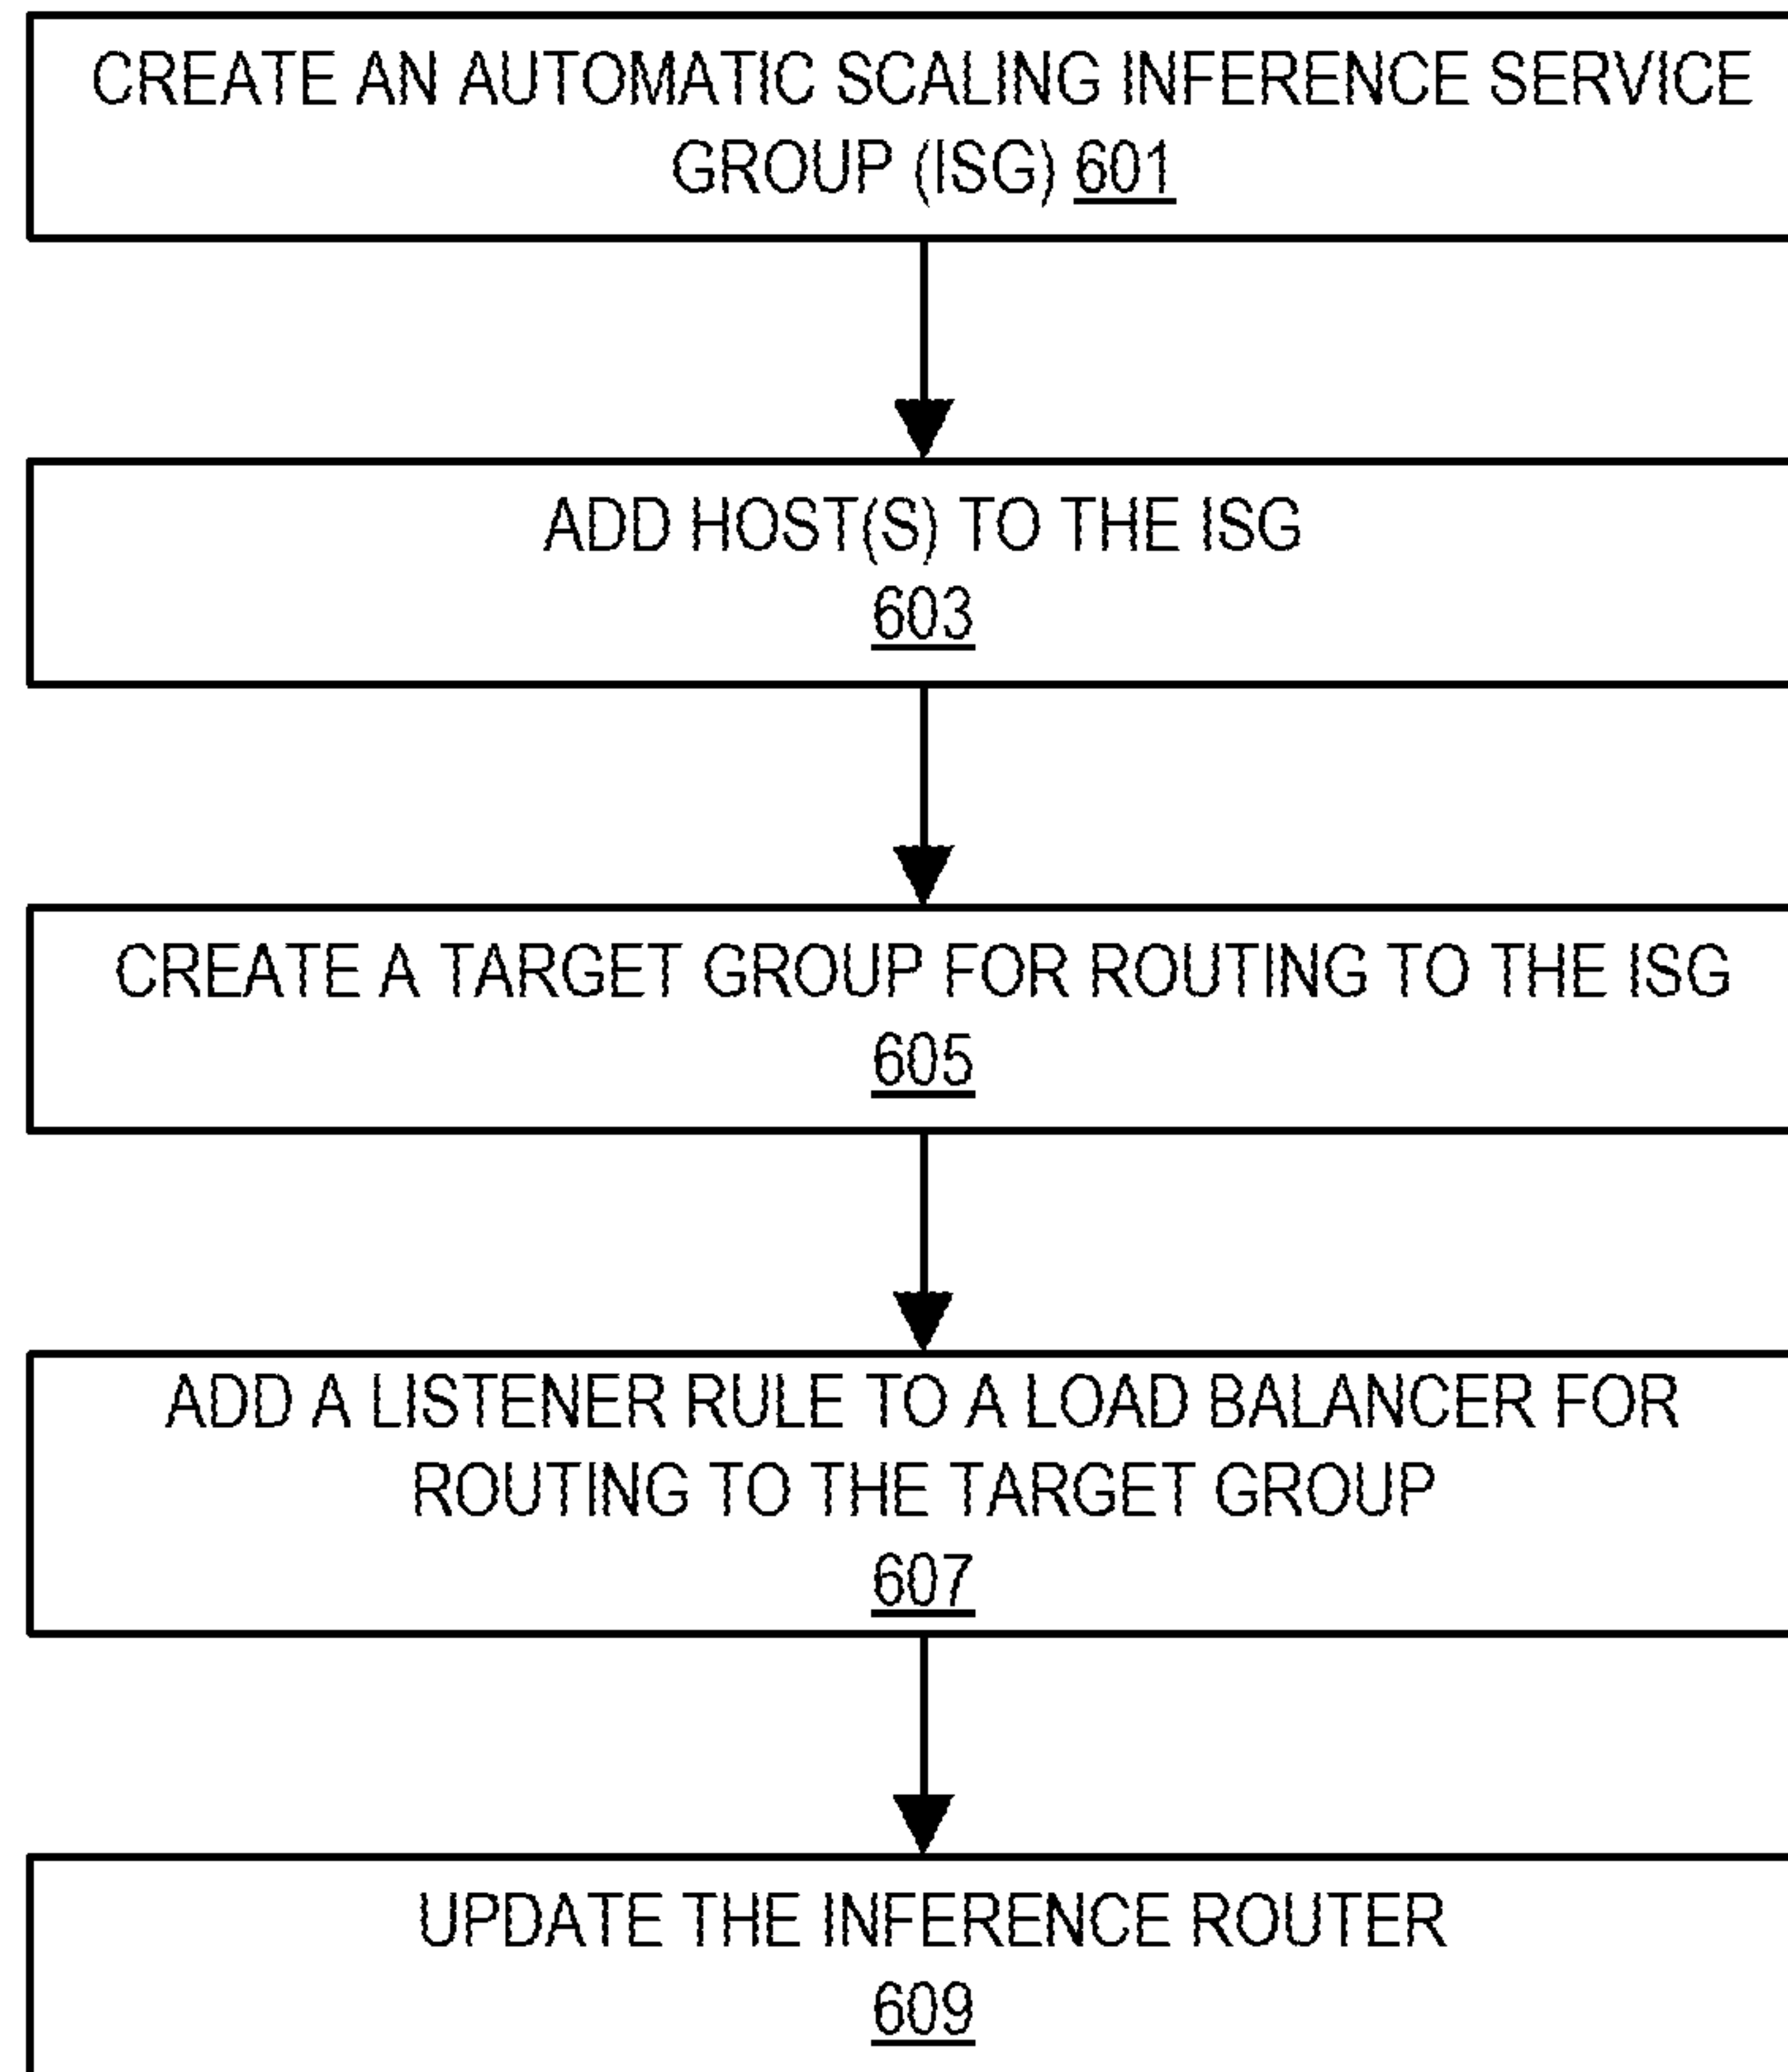 CREATE AN AUTOMATIC SCALING INFERENCE SERVICE
GROUP (ISG) 601
ADD HOST(S) TO THE ISG
603
CREATE A TARGET GROUP FOR ROUTING TO THE ISG
605
ADD A LISTENER RULE TO A LOAD BALANCER FOR
ROUTING TO THE TARGET GROUP
607
UPDATE THE INFERENCE ROUTER
609